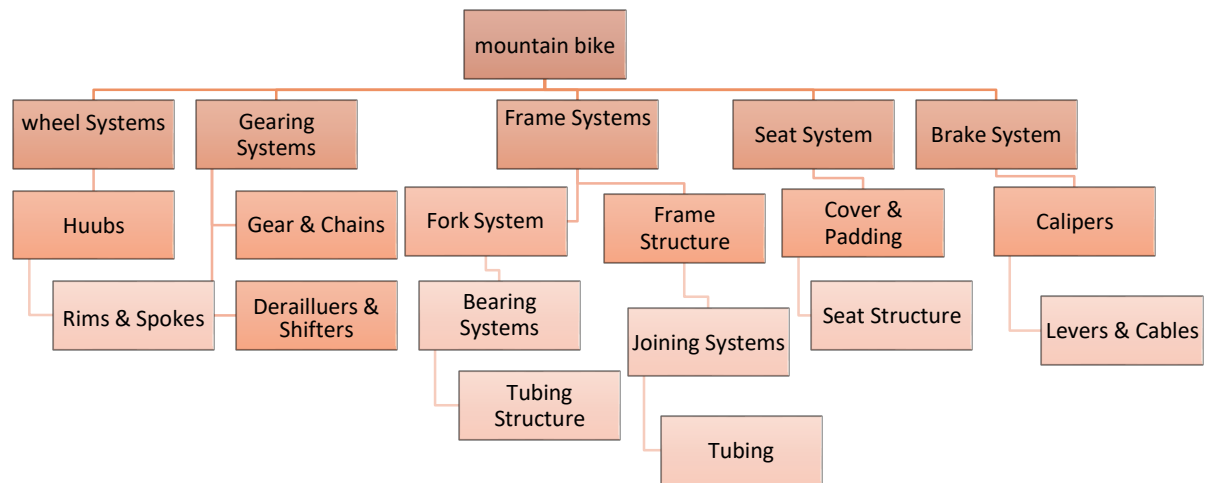 mountain bike
wheel Systems
Gearing
Systems
Frame Systems
Seat System
Brake System
Huubs
Gear & Chains
Fork System
Frame
Structure
Cover &
Padding
Calipers
Rims & Spokes
Derailluers &
Shifters
Bearing
Systems
Joining Systems
Seat Structure
Levers & Cables
Tubing
Structure
Tubing